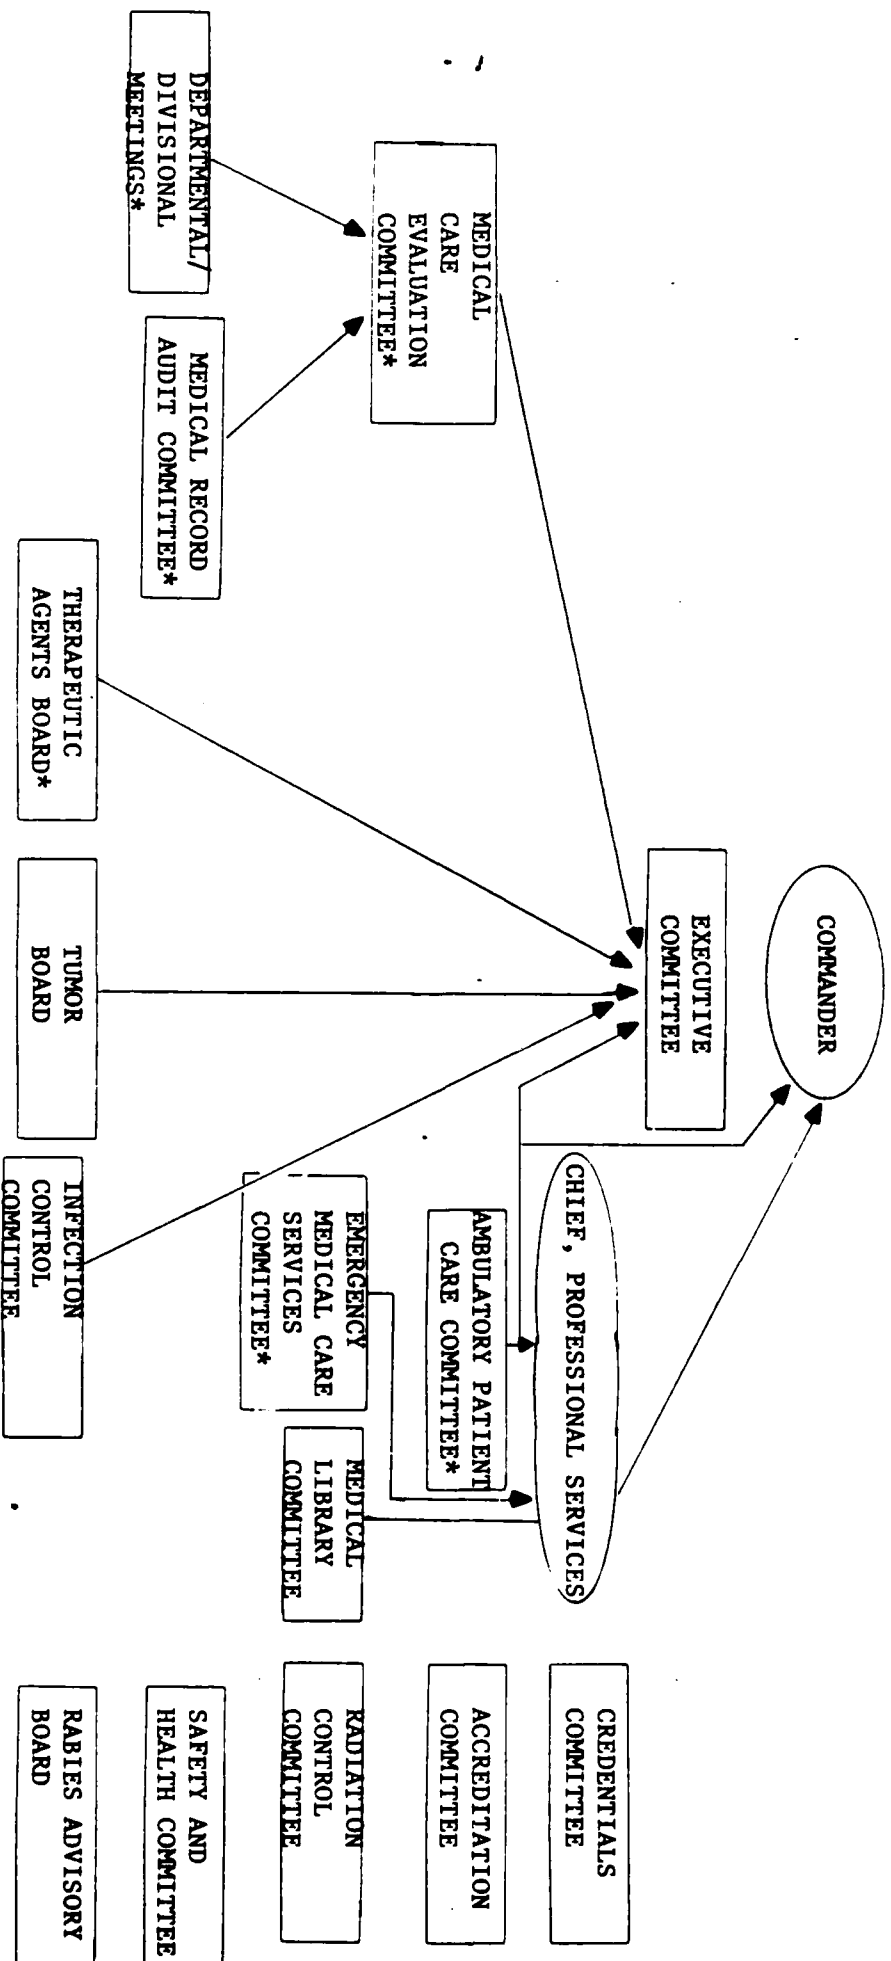 COMMANDER
EXECUTIVE
COMMITTEE
CHIEF, PROFESSIONAL SERVICES
CREDENTIALS
COMMITTEE
MEDICAL
CARE
EVALUATION
COMMITTEE*
AMBULATORY PATIENT
CARE COMMITTEE*
ACCREDITATION
COMMITTEE
EMERGENCY
MEDICAL CARE
SERVICES
COMMITTEE*
MEDICAL
LIBRARY
COMMITTEE
RADIATION
CONTROL
COMMITTEE
DEPARTMENTAL/
DIVISIONAL
MEETINGS*
MEDICAL RECORD
AUDIT COMMITTEE*
SAFETY AND
HEALTH COMMITTEE
THERAPEUTIC
AGENTS BOARD*
TUMOR
BOARD
INFECTION
CONTROL
COMMITTEE
RABIES ADVISORY
BOARD